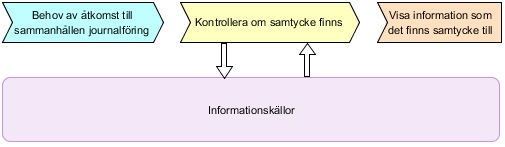 Behov av åtkomst till
sammanhållen journalföring
Kontrollera om samtycke finns
Visa information som
det finns samtycke till
Informationskällor